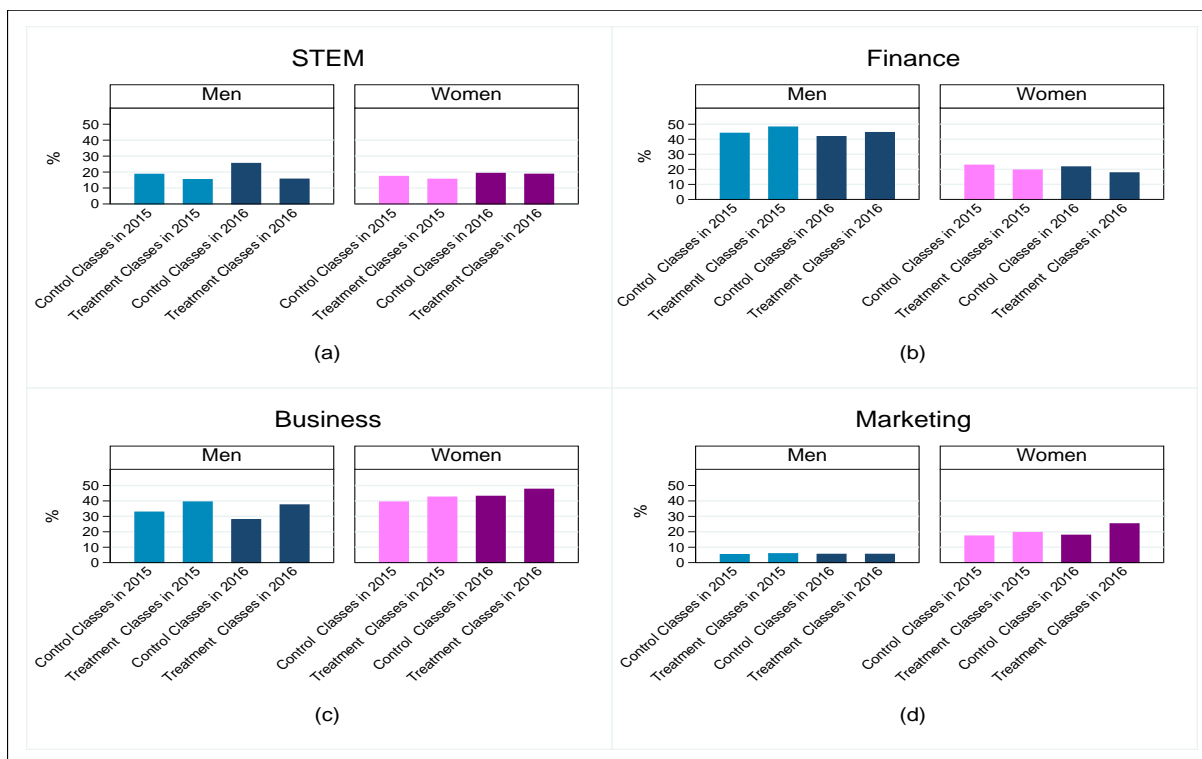 STEM
Men
Women
%
50
40
30
20
10
0
Control Classes in 2015
Treatment Classes in 2015
Control Classes in 2016
Treatment Classes in 2016
Control Classes in 2015
Treatment Classes in 2015
Control Classes in 2016
Treatment Classes in 2016
(a)
Finance
Men
Women
%
50
40
30
20
10
0
Control Classes in 2015
Treatmentl Classes in 2015
Control Classes in 2016
Treatment Classes in 2016
Control Classes in 2015
Treatment Classes in 2015
Control Classes in 2016
Treatment Classes in 2016
(b)
Business
Men
Women
%
50
40
30
20
10
0
Control Classes in 2015
Treatment Classes in 2015
Control Classes in 2016
Treatment Classes in 2016
Control Classes in 2015
Treatment Classes in 2015
Control Classes in 2016
Treatment Classes in 2016
(c)
Marketing
Men
Women
%
50
40
30
20
10
0
Control Classes in 2015
Treatment Classes in 2015
Control Classes in 2016
Treatment Classes in 2016
Control Classes in 2015
Treatment Classes in 2015
Control Classes in 2016
Treatment Classes in 2016
(d)